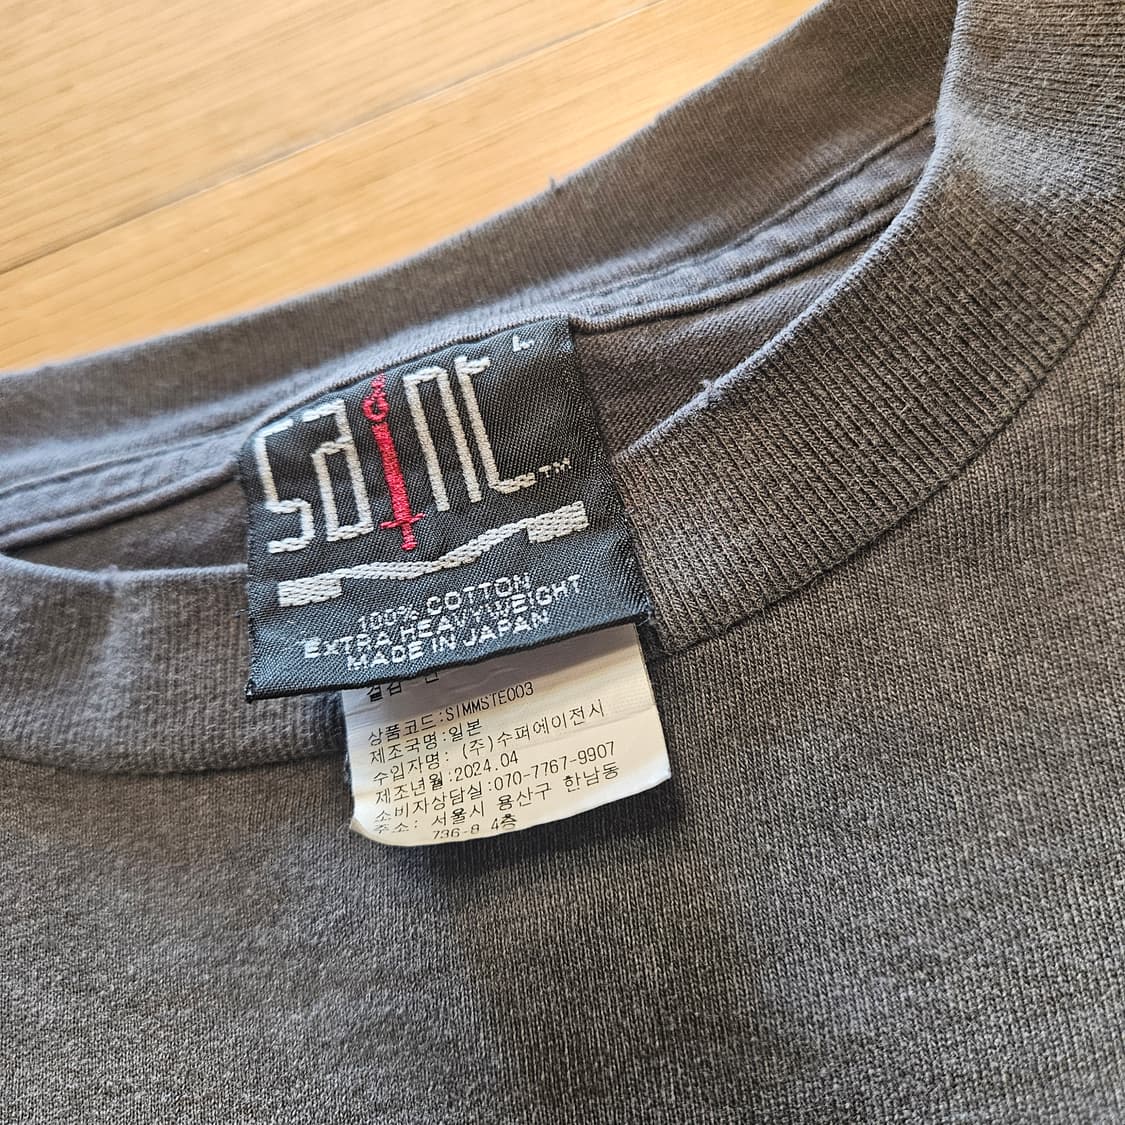 L
SAINT™
100% COTTON
EXTRA HEAVYWEIGHT
MADE IN JAPAN
상품코드:SIMMSTE003
제조국명:일본
수입자명: (주)수퍼에이전시
제조년월:2024.04
소비자상담실:070-7767-9907
주소: 서울시 용산구 한남동
736-8 4층